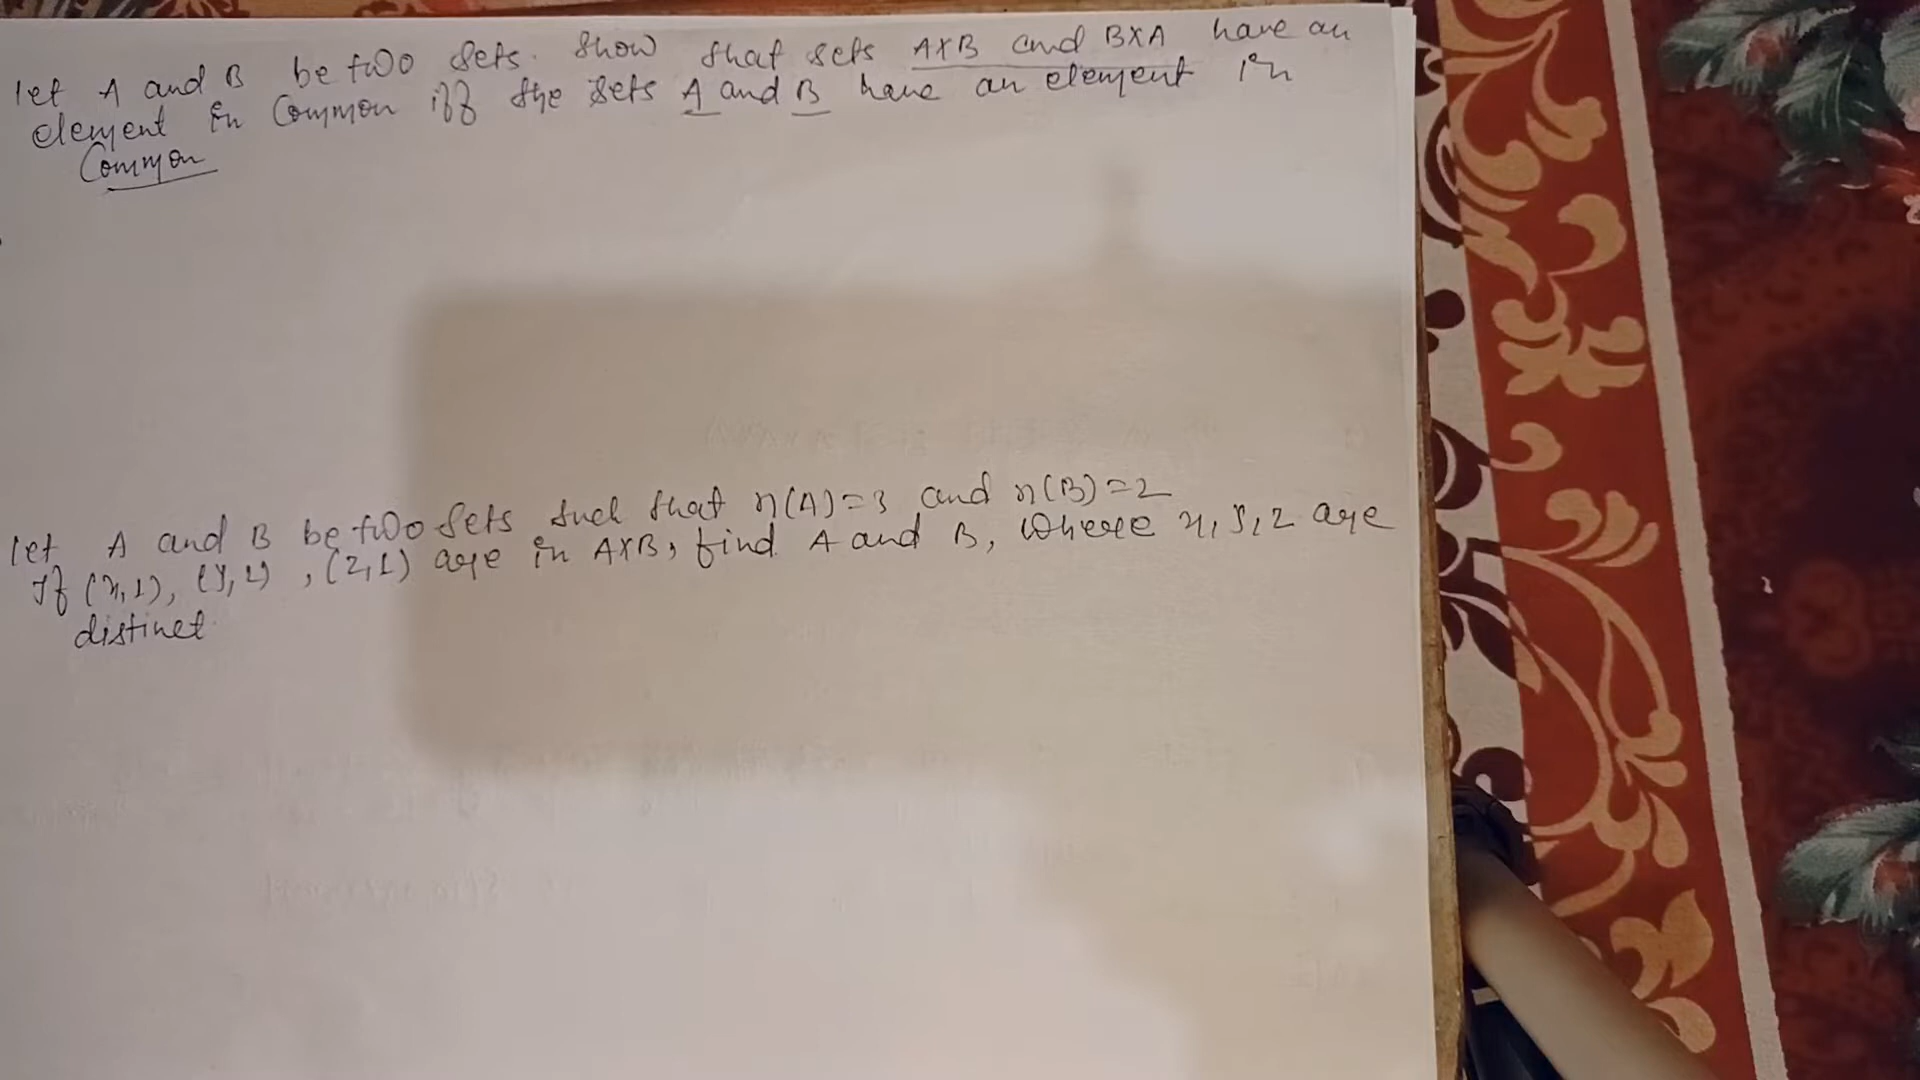 let A and B be two sets. Show that sets A×B and B×A have an
element in Common iff the sets A and B have an element in
Common
let A and B be two sets such that n(A)=3 and n(B)=2
If (x,1), (y,2), (z,1) are in A×B, find A and B, where x,y,z are
distinct